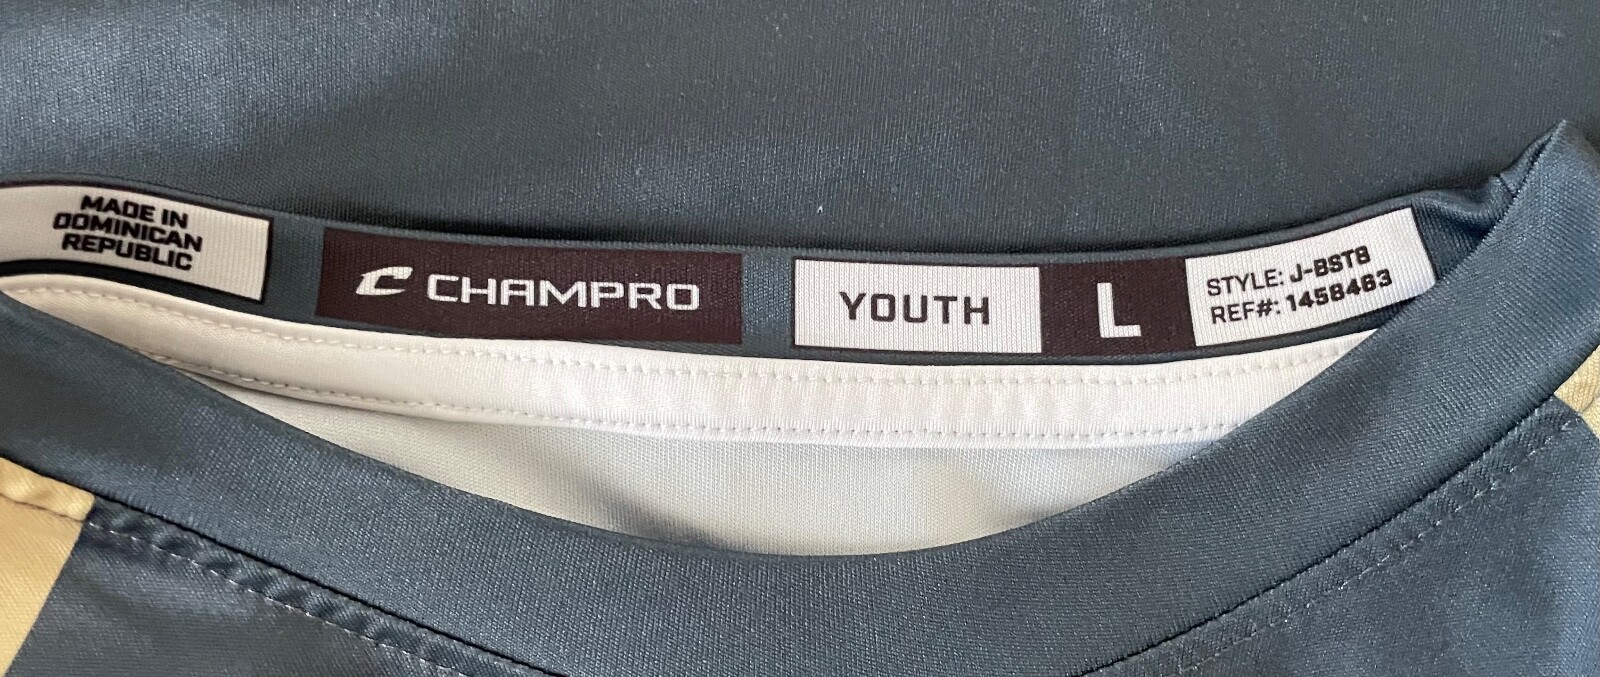 MADE IN
DOMINICAN
REPUBLIC
CHAMPRO
YOUTH
L
STYLE: J-BST8
REF#: 1458463